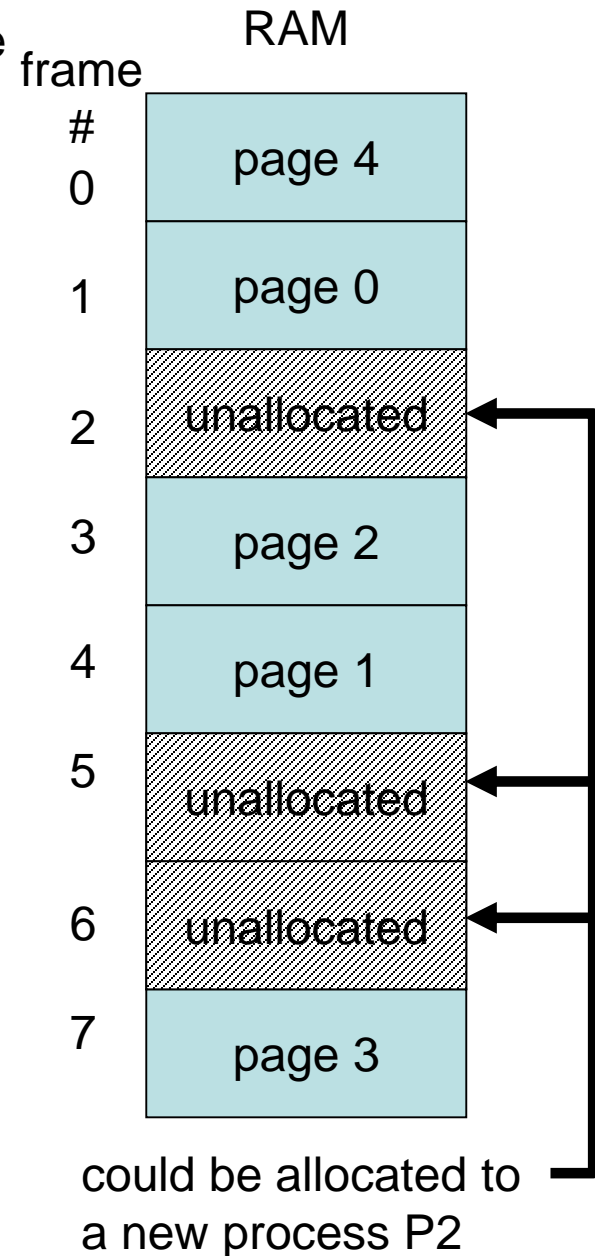 RAM
frame
#
0 page 4
1 page 0
2 unallocated
3 page 2
4 page 1
5 unallocated
6 unallocated
7 page 3
could be allocated to
a new process P2